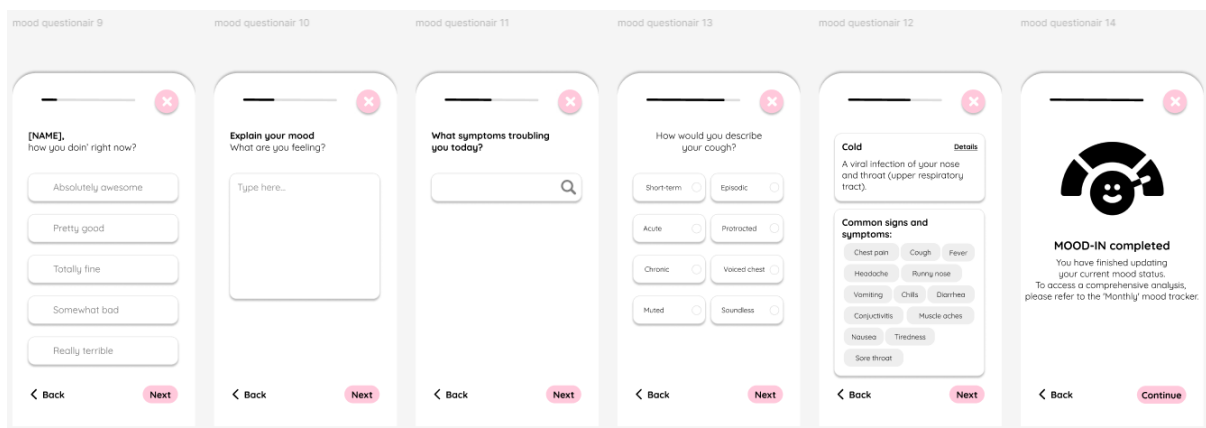 mood questionair 9
[NAME],
how you doin' right now?
Absolutely awesome
Pretty good
Totally fine
Somewhat bad
Really terrible
Back
Next
mood questionair 10
Explain your mood
What are you feeling?
Type here...
Back
Next
mood questionair 11
What symptoms troubling
you today?
Back
Next
mood questionair 13
How would you describe
your cough?
Short-term
Episodic
Acute
Protracted
Chronic
Voiced chest
Muted
Soundless
Back
Next
mood questionair 12
Cold
Details
A viral infection of your nose
and throat (upper respiratory
tract).
Common signs and
symptoms:
Chest pain
Cough
Fever
Headache
Runny nose
Vomiting
Chills
Diarrhea
Conjuctivitis
Muscle aches
Nausea
Tiredness
Sore throat
Back
Next
mood questionair 14
MOOD-IN completed
You have finished updating
your current mood status.
To access a comprehensive analysis,
please refer to the 'Monthly' mood tracker.
Back
Continue